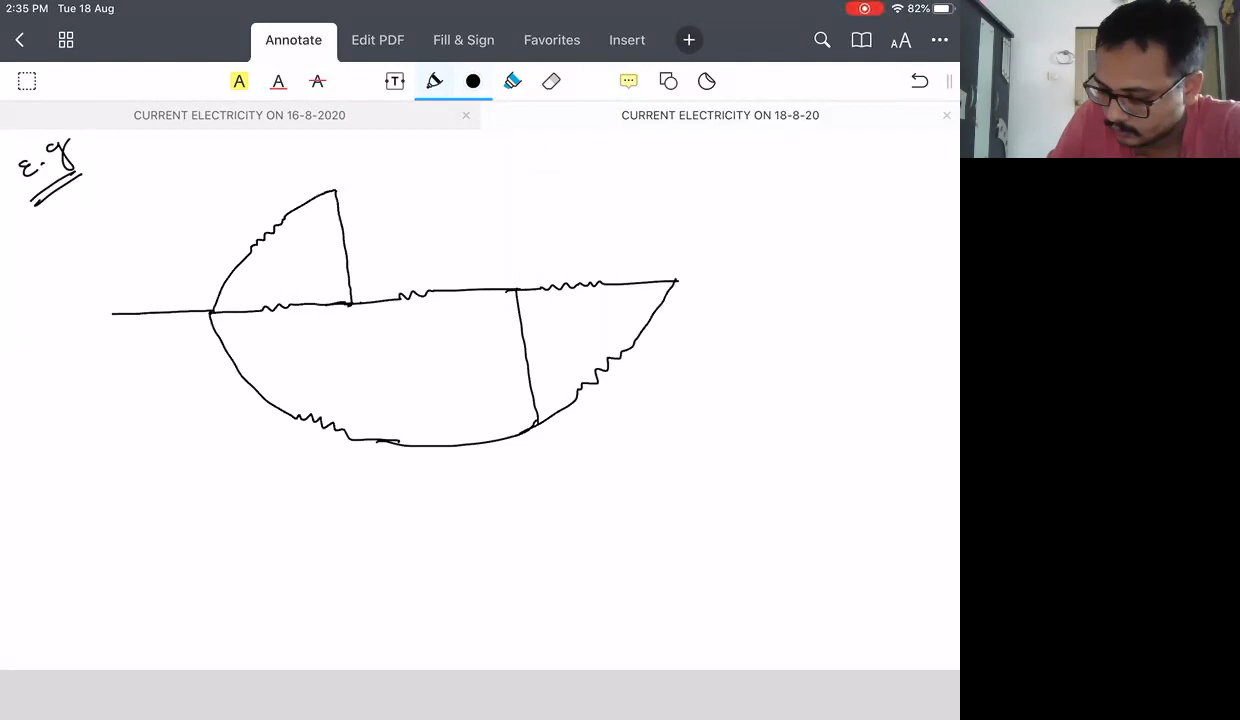 2:35 PM Tue 18 Aug
82%
Annotate Edit PDF Fill & Sign Favorites Insert
AA
A A A T
CURRENT ELECTRICITY ON 16-8-2020
CURRENT ELECTRICITY ON 18-8-20
E.g